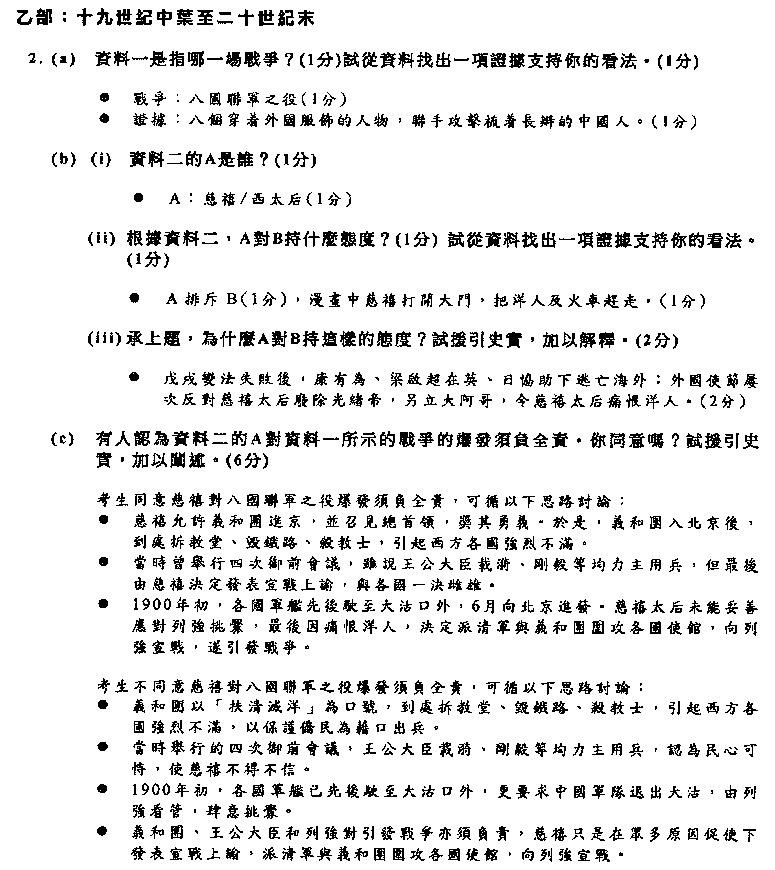 乙部：十九世紀中葉至二十世紀末
2. (a) 資料一是指哪一場戰爭？(1分)試從資料找出一項證據支持你的看法。(1分)
● 戰爭：八國聯軍之役(1分)
● 證據：八個穿着外國服飾的人物，聯手攻擊梳着長辮的中國人。(1分)
(b) (i) 資料二的A是誰？(1分)
● A：慈禧/西太后(1分)
(ii) 根據資料二，A對B持什麼態度？(1分) 試從資料找出一項證據支持你的看法。
(1分)
● A 排斥 B(1分)，漫畫中慈禧打開大門，把洋人及火車趕走。(1分)
(iii) 承上題，為什麼A對B持這樣的態度？試援引史實，加以解釋。(2分)
● 戊戌變法失敗後，康有為、梁啟超在英、日協助下逃亡海外；外國使節屢
次反對慈禧太后廢除光緒帝，另立大阿哥，令慈禧太后痛恨洋人。(2分)
(c) 有人認為資料二的A對資料一所示的戰爭的爆發須負全責。你同意嗎？試援引史
實，加以闡述。(6分)
考生同意慈禧對八國聯軍之役爆發須負全責，可循以下思路討論：
● 慈禧允許義和團進京，並召見總首領，獎其勇義。於是，義和團入北京後，
到處拆教堂、毀鐵路、殺教士，引起西方各國強烈不滿。
● 當時曾舉行四次御前會議，雖說王公大臣載漪、剛毅等均力主用兵，但最後
由慈禧決定發表宣戰上諭，與各國一決雌雄。
● 1900年初，各國軍艦先後駛至大沽口外，6月向北京進發。慈禧太后未能妥善
應對列強挑釁，最後因痛恨洋人，決定派清軍與義和團圍攻各國使館，向列
強宣戰，遂引發戰爭。
考生不同意慈禧對八國聯軍之役爆發須負全責，可循以下思路討論：
● 義和團以「扶清滅洋」為口號，到處拆教堂、毀鐵路、殺教士，引起西方各
國強烈不滿，以保護僑民為藉口出兵。
● 當時舉行的四次御前會議，王公大臣載漪、剛毅等均力主用兵，認為民心可
恃，使慈禧不得不信。
● 1900年初，各國軍艦已先後駛至大沽口外，更要求中國軍隊退出大沽，由列
強看管，肆意挑釁。
● 義和團、王公大臣和列強對引發戰爭亦須負責，慈禧只是在眾多原因促使下
發表宣戰上諭，派清軍與義和團圍攻各國使館，向列強宣戰。